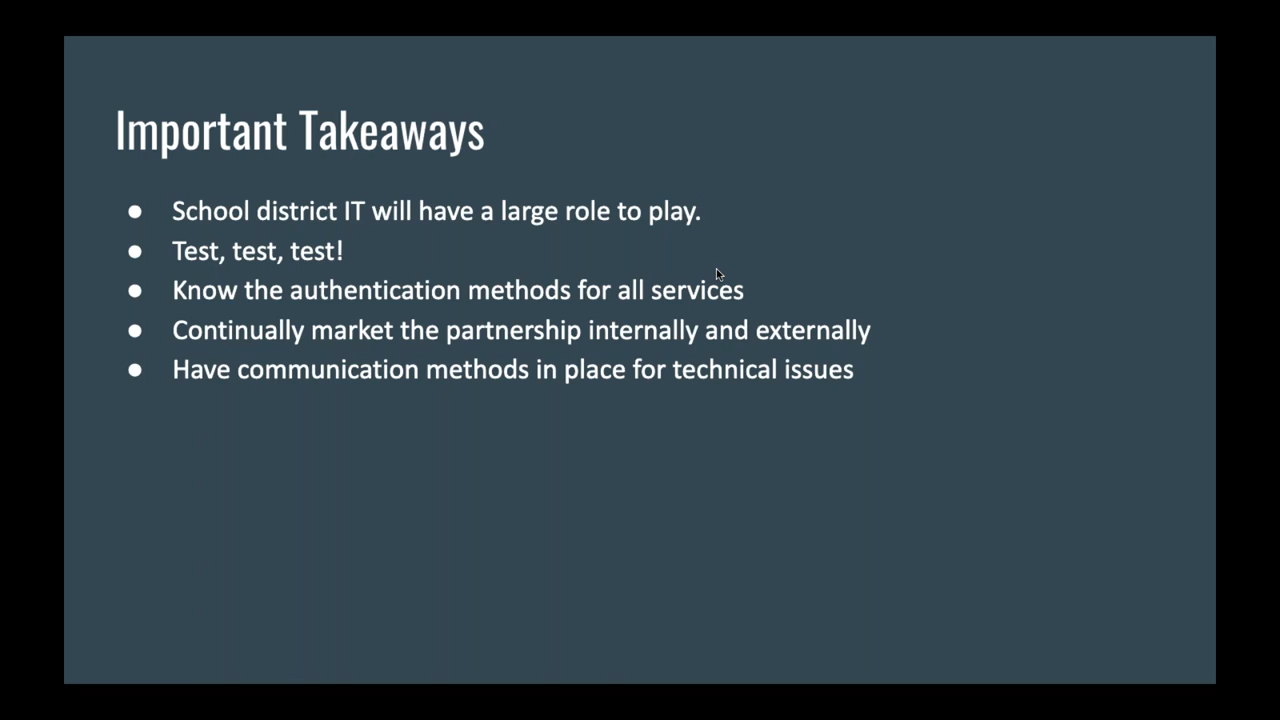 Important Takeaways
● School district IT will have a large role to play.
● Test, test, test!
● Know the authentication methods for all services
● Continually market the partnership internally and externally
● Have communication methods in place for technical issues